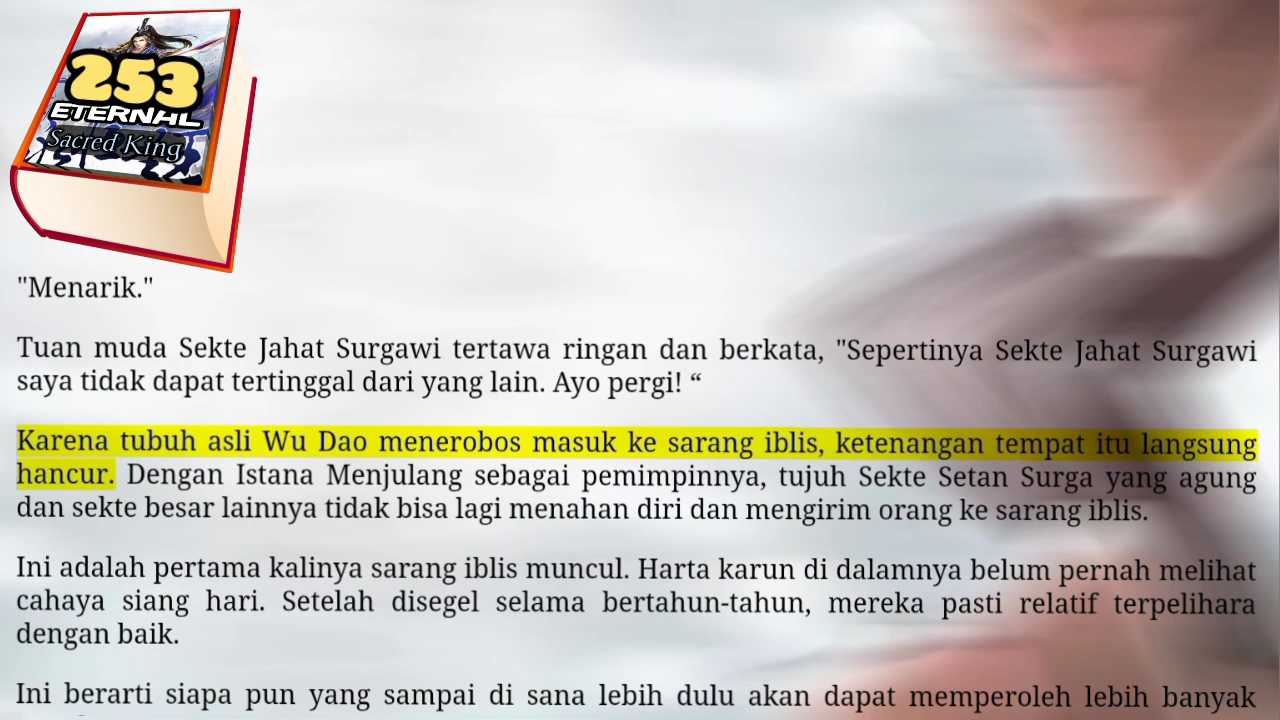 253
ETERNAL
Sacred King
"Menarik."
Tuan muda Sekte Jahat Surgawi tertawa ringan dan berkata, "Sepertinya Sekte Jahat Surgawi
saya tidak dapat tertinggal dari yang lain. Ayo pergi! “
Karena tubuh asli Wu Dao menerobos masuk ke sarang iblis, ketenangan tempat itu langsung
hancur. Dengan Istana Menjulang sebagai pemimpinnya, tujuh Sekte Setan Surga yang agung
dan sekte besar lainnya tidak bisa lagi menahan diri dan mengirim orang ke sarang iblis.
Ini adalah pertama kalinya sarang iblis muncul. Harta karun di dalamnya belum pernah melihat
cahaya siang hari. Setelah disegel selama bertahun-tahun, mereka pasti relatif terpelihara
dengan baik.
Ini berarti siapa pun yang sampai di sana lebih dulu akan dapat memperoleh lebih banyak